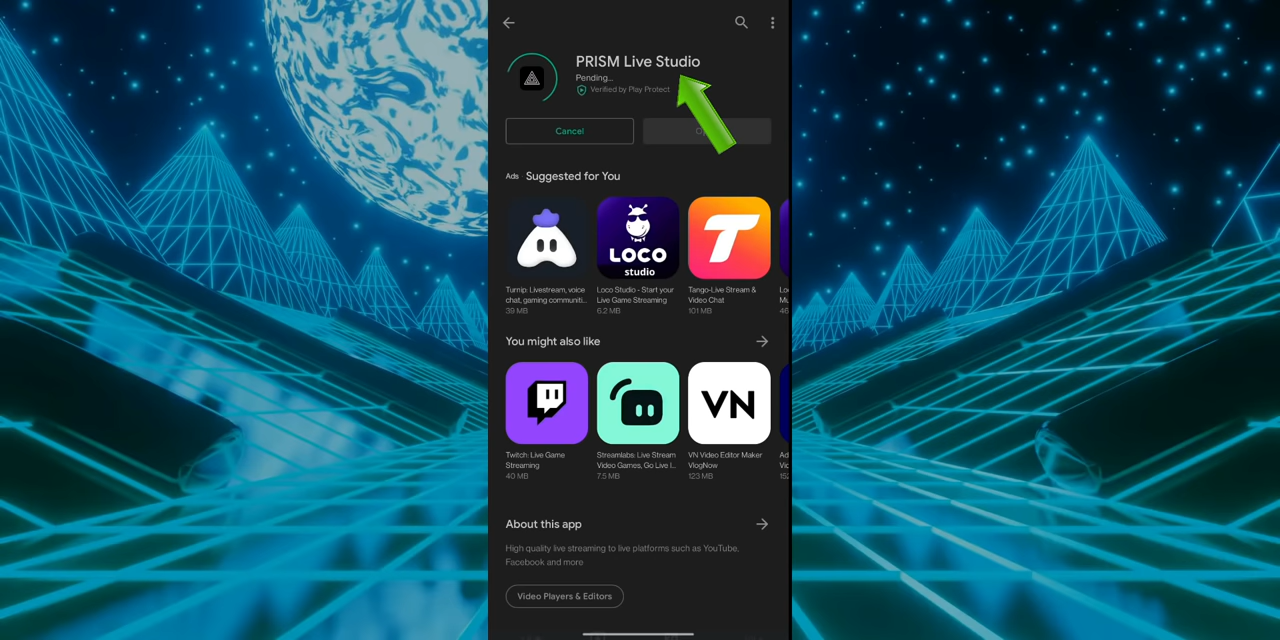 PRISM Live Studio
Pending...
Verified by Play Protect
Cancel
Ads Suggested for You
LOCO
studio
T
Turnip: Livestream, voice
chat, gaming communiti...
39 MB
Loco Studio - Start your
Live Game Streaming
6.2 MB
Tango-Live Stream &
Video Chat
101 MB
You might also like
VN
Twitch: Live Game
Streaming
40 MB
Streamlabs: Live Stream
Video Games, Go Live I...
7.5 MB
VN Video Editor Maker
VlogNow
123 MB
About this app
High quality live streaming to live platforms such as YouTube,
Facebook and more
Video Players & Editors